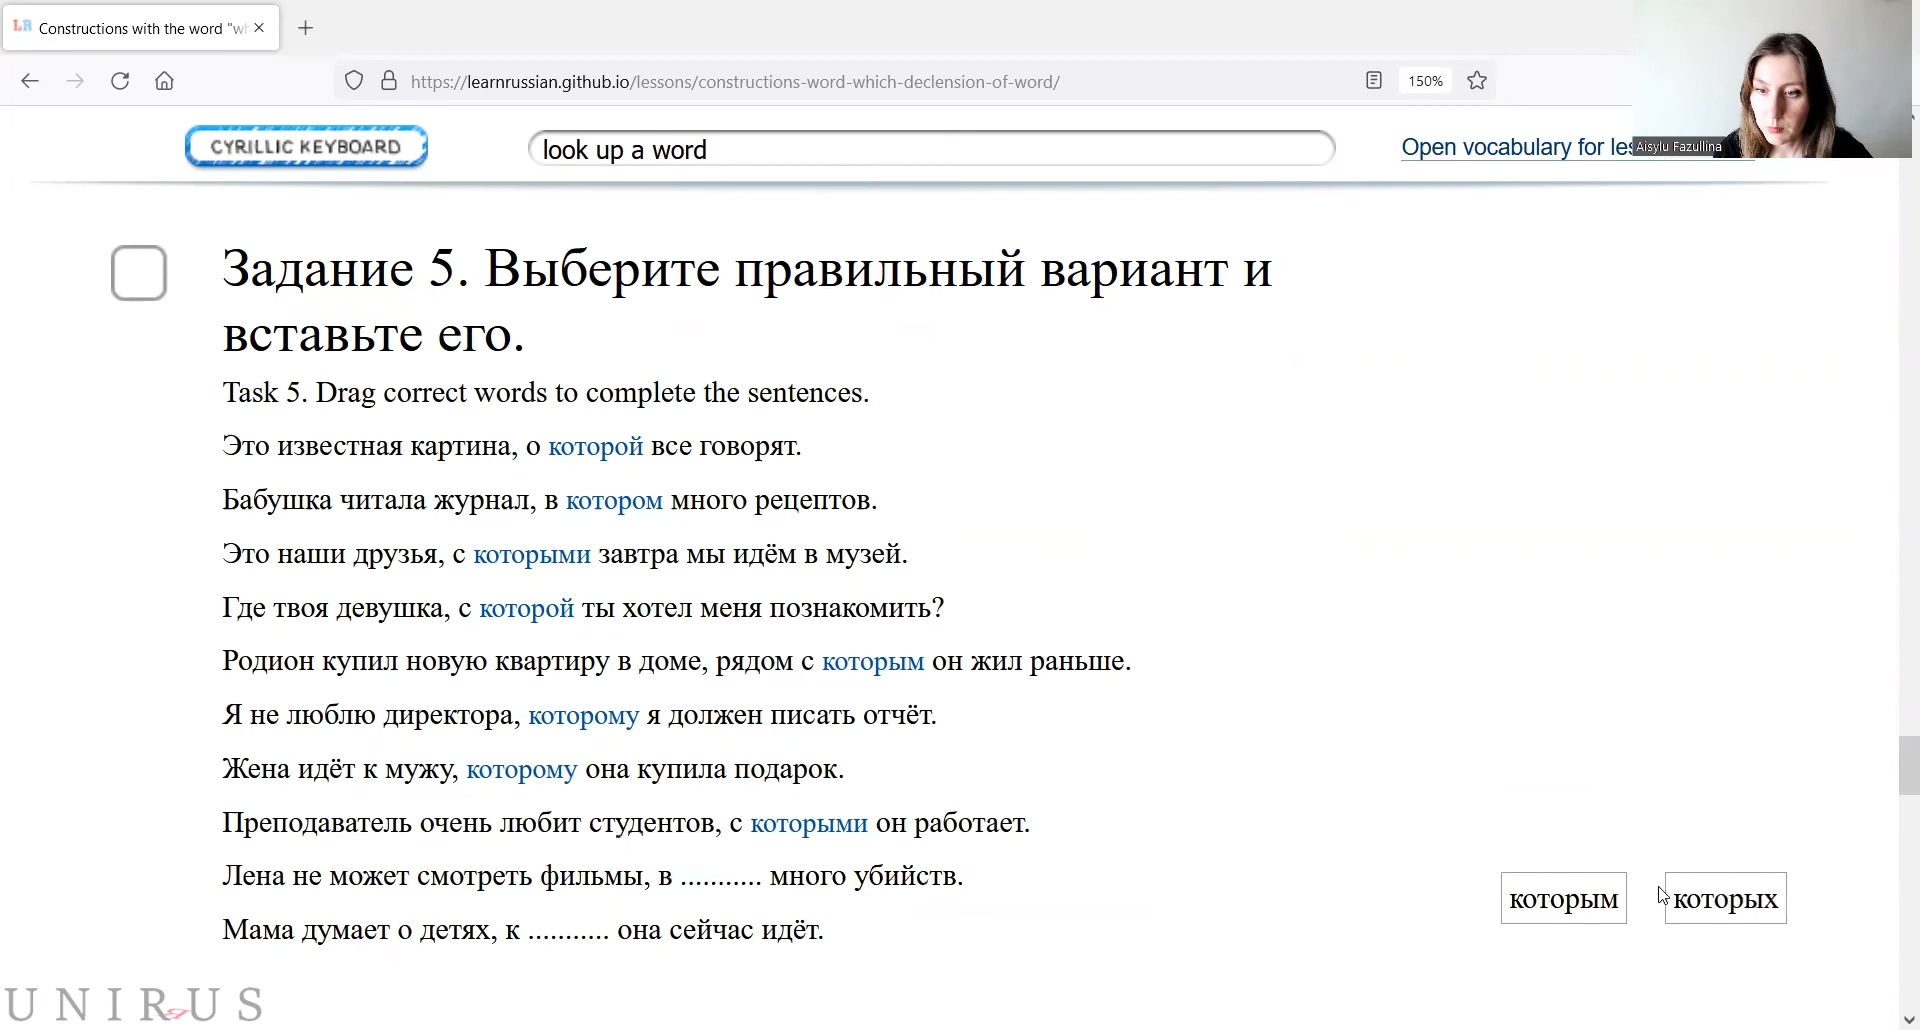 Constructions with the word "wh
https://learnrussian.github.io/lessons/constructions-word-which-declension-of-word/
150%
Aisylu Fazullina
CYRILLIC KEYBOARD
look up a word
Open vocabulary for les
Задание 5. Выберите правильный вариант и
вставьте его.
Task 5. Drag correct words to complete the sentences.
Это известная картина, о которой все говорят.
Бабушка читала журнал, в котором много рецептов.
Это наши друзья, с которыми завтра мы идём в музей.
Где твоя девушка, с которой ты хотел меня познакомить?
Родион купил новую квартиру в доме, рядом с которым он жил раньше.
Я не люблю директора, которому я должен писать отчёт.
Жена идёт к мужу, которому она купила подарок.
Преподаватель очень любит студентов, с которыми он работает.
Лена не может смотреть фильмы, в ........... много убийств.
которым которых
Мама думает о детях, к ........... она сейчас идёт.
UNIRUS